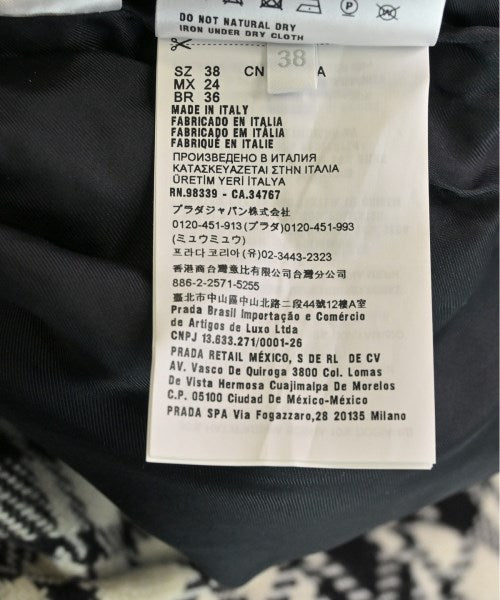 DO NOT NATURAL DRY
IRON UNDER DRY CLOTH
38
SZ 38 CN A
MX 24
BR 36
MADE IN ITALY
FABRICADO EN ITALIA
FABRICADO EM ITÁLIA
FABRIQUÉ EN ITALIE
ПРОИЗВЕДЕНО В ИТАЛИЯ
ΚΑΤΑΣΚΕΥΑΖΕΤΑΙ ΣΤΗΝ ΙΤΑΛΙΑ
ÜRETİM YERİ İTALYA
RN.98339 - CA.34767
プラダジャパン株式会社
0120-451-913(プラダ)/0120-451-993
(ミュウミュウ)
프라다 코리아(유)02-3443-2323
香港商台灣意比有限公司台灣分公司
886-2-2571-5255
臺北市中山區中山北路二段44號12樓A室
Prada Brasil Importação e Comércio
de Artigos de Luxo Ltda
CNPJ 13.633.271/0001-26
PRADA RETAIL MÉXICO, S DE RL DE CV
AV. Vasco De Quiroga 3800 Col. Lomas
De Vista Hermosa Cuajimalpa De Morelos
C.P. 05100 Ciudad De México-México
PRADA SPA Via Fogazzaro,28 20135 Milano